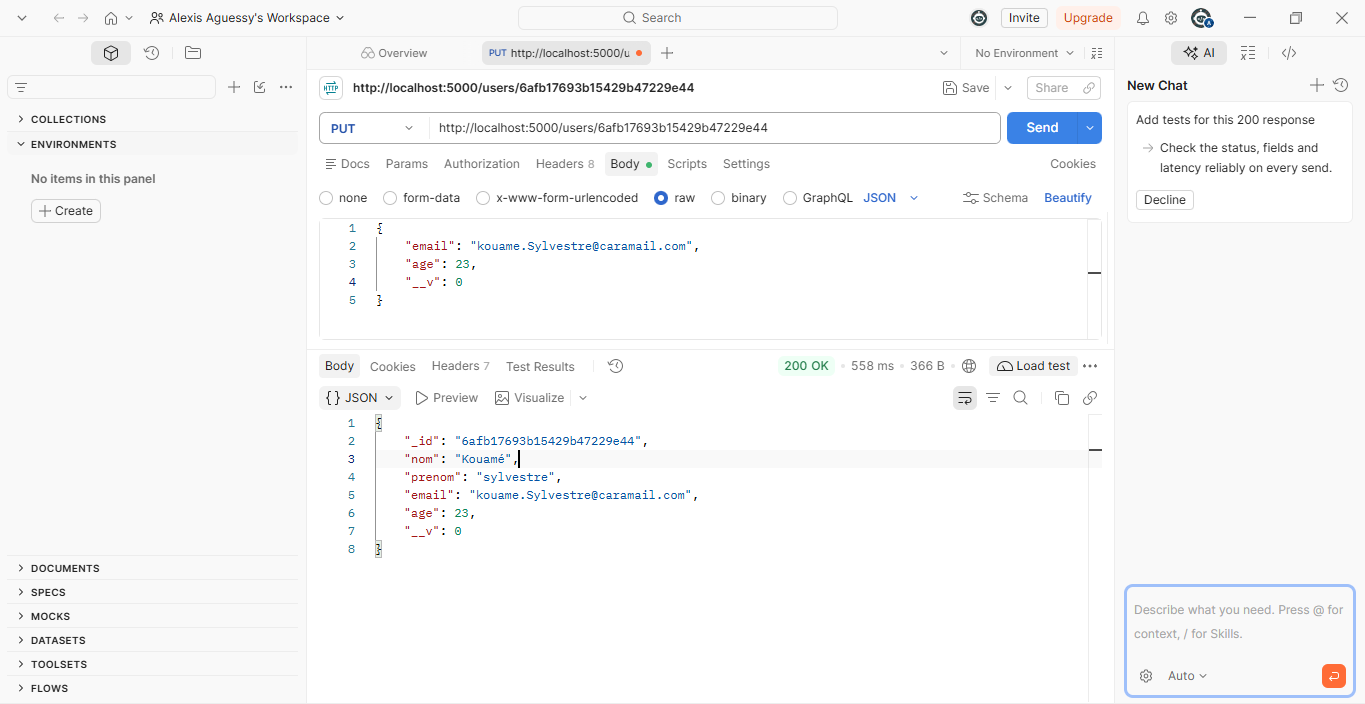 Alexis Aguessy's Workspace
Search
Invite
Upgrade
Overview
PUT http://localhost:5000/u
No Environment
AI
COLLECTIONS
ENVIRONMENTS
No items in this panel
Create
DOCUMENTS
SPECS
MOCKS
DATASETS
TOOLSETS
FLOWS
HTTP
http://localhost:5000/users/6afb17693b15429b47229e44
Save
Share
PUT
http://localhost:5000/users/6afb17693b15429b47229e44
Send
Docs Params Authorization Headers 8 Body Scripts Settings Cookies
none form-data x-www-form-urlencoded raw binary GraphQL JSON Schema Beautify
1 {
2 "email": "kouame.Sylvestre@caramail.com",
3 "age": 23,
4 "__v": 0
5 }
Body Cookies Headers 7 Test Results 200 OK 558 ms 366 B Load test
{} JSON Preview Visualize
1 {
2 "_id": "6afb17693b15429b47229e44",
3 "nom": "Kouamé",
4 "prenom": "sylvestre",
5 "email": "kouame.Sylvestre@caramail.com",
6 "age": 23,
7 "__v": 0
8 }
New Chat
Add tests for this 200 response
Check the status, fields and
latency reliably on every send.
Decline
Describe what you need. Press @ for
context, / for Skills.
Auto